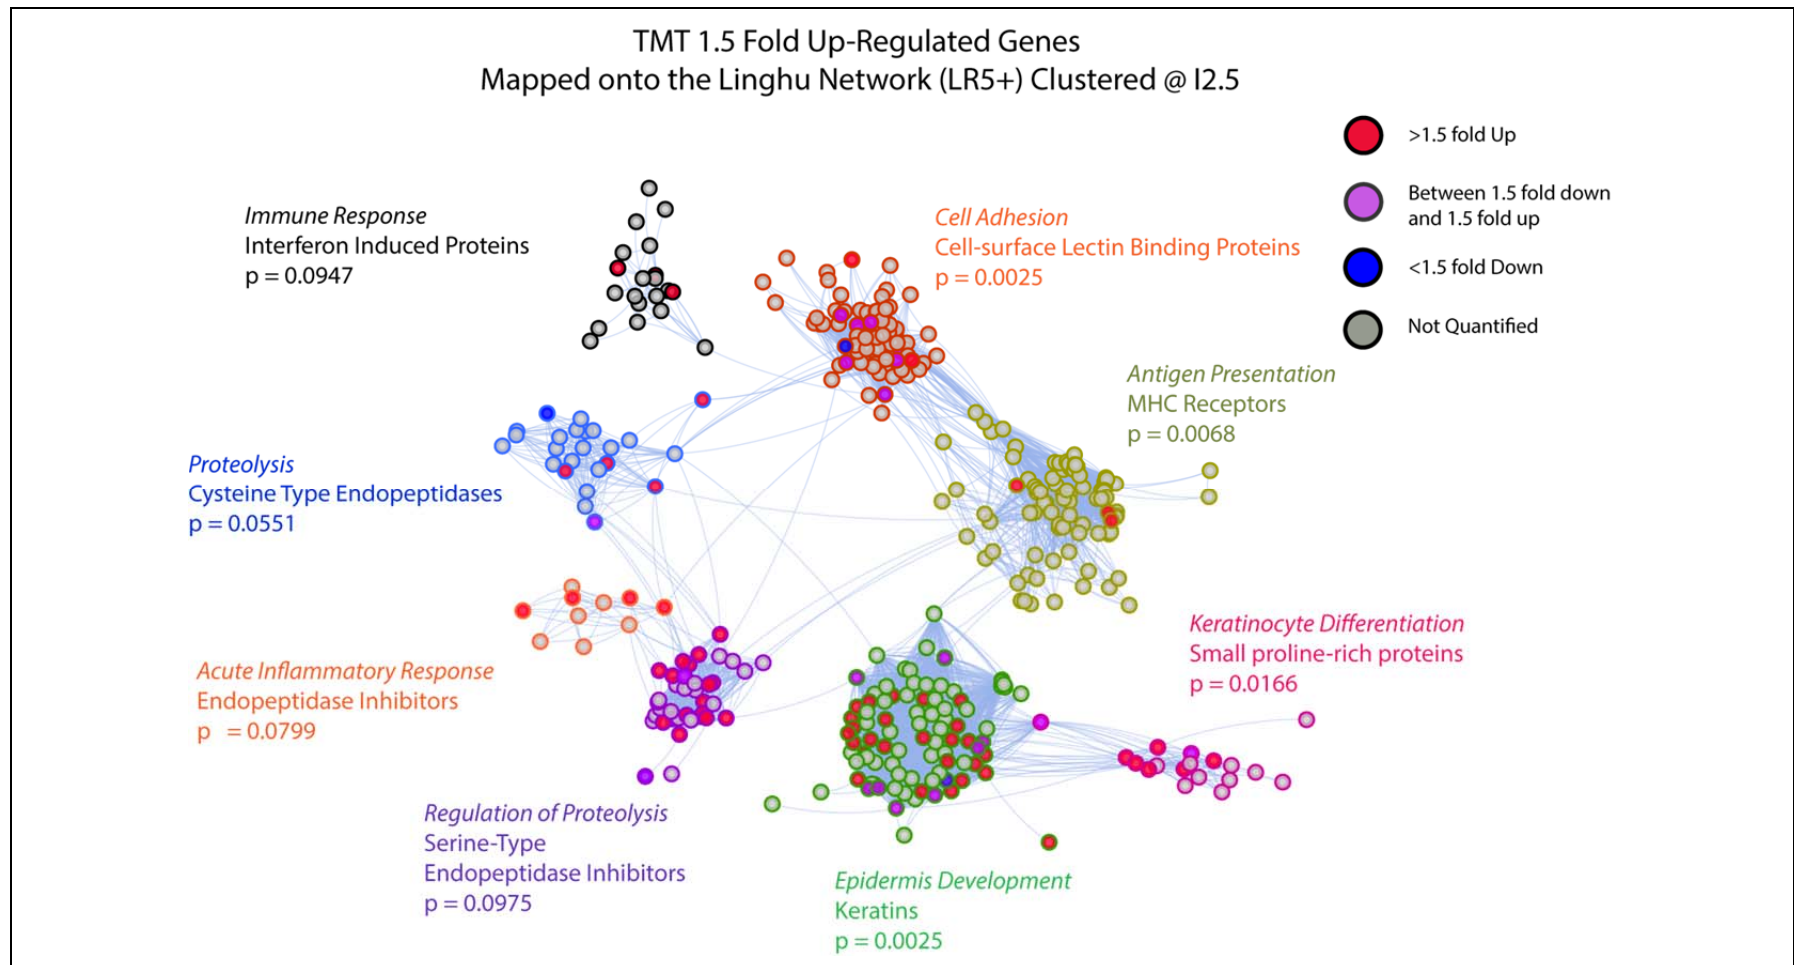 TMT 1.5 Fold Up-Regulated Genes
Mapped onto the Linghu Network (LR5+) Clustered @ I2.5
>1.5 fold Up
Between 1.5 fold down
and 1.5 fold up
<1.5 fold Down
Not Quantified
Immune Response
Interferon Induced Proteins
p = 0.0947
Cell Adhesion
Cell-surface Lectin Binding Proteins
p = 0.0025
Antigen Presentation
MHC Receptors
p = 0.0068
Proteolysis
Cysteine Type Endopeptidases
p = 0.0551
Keratinocyte Differentiation
Small proline-rich proteins
p = 0.0166
Acute Inflammatory Response
Endopeptidase Inhibitors
p  = 0.0799
Regulation of Proteolysis
Serine-Type
Endopeptidase Inhibitors
p = 0.0975
Epidermis Development
Keratins
p = 0.0025